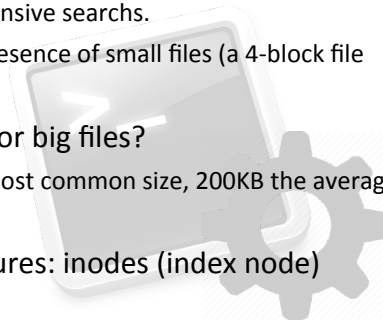 nsive searchs.
esence of small files (a 4-block file
or big files?
ost common size, 200KB the averag
ures: inodes (index node)